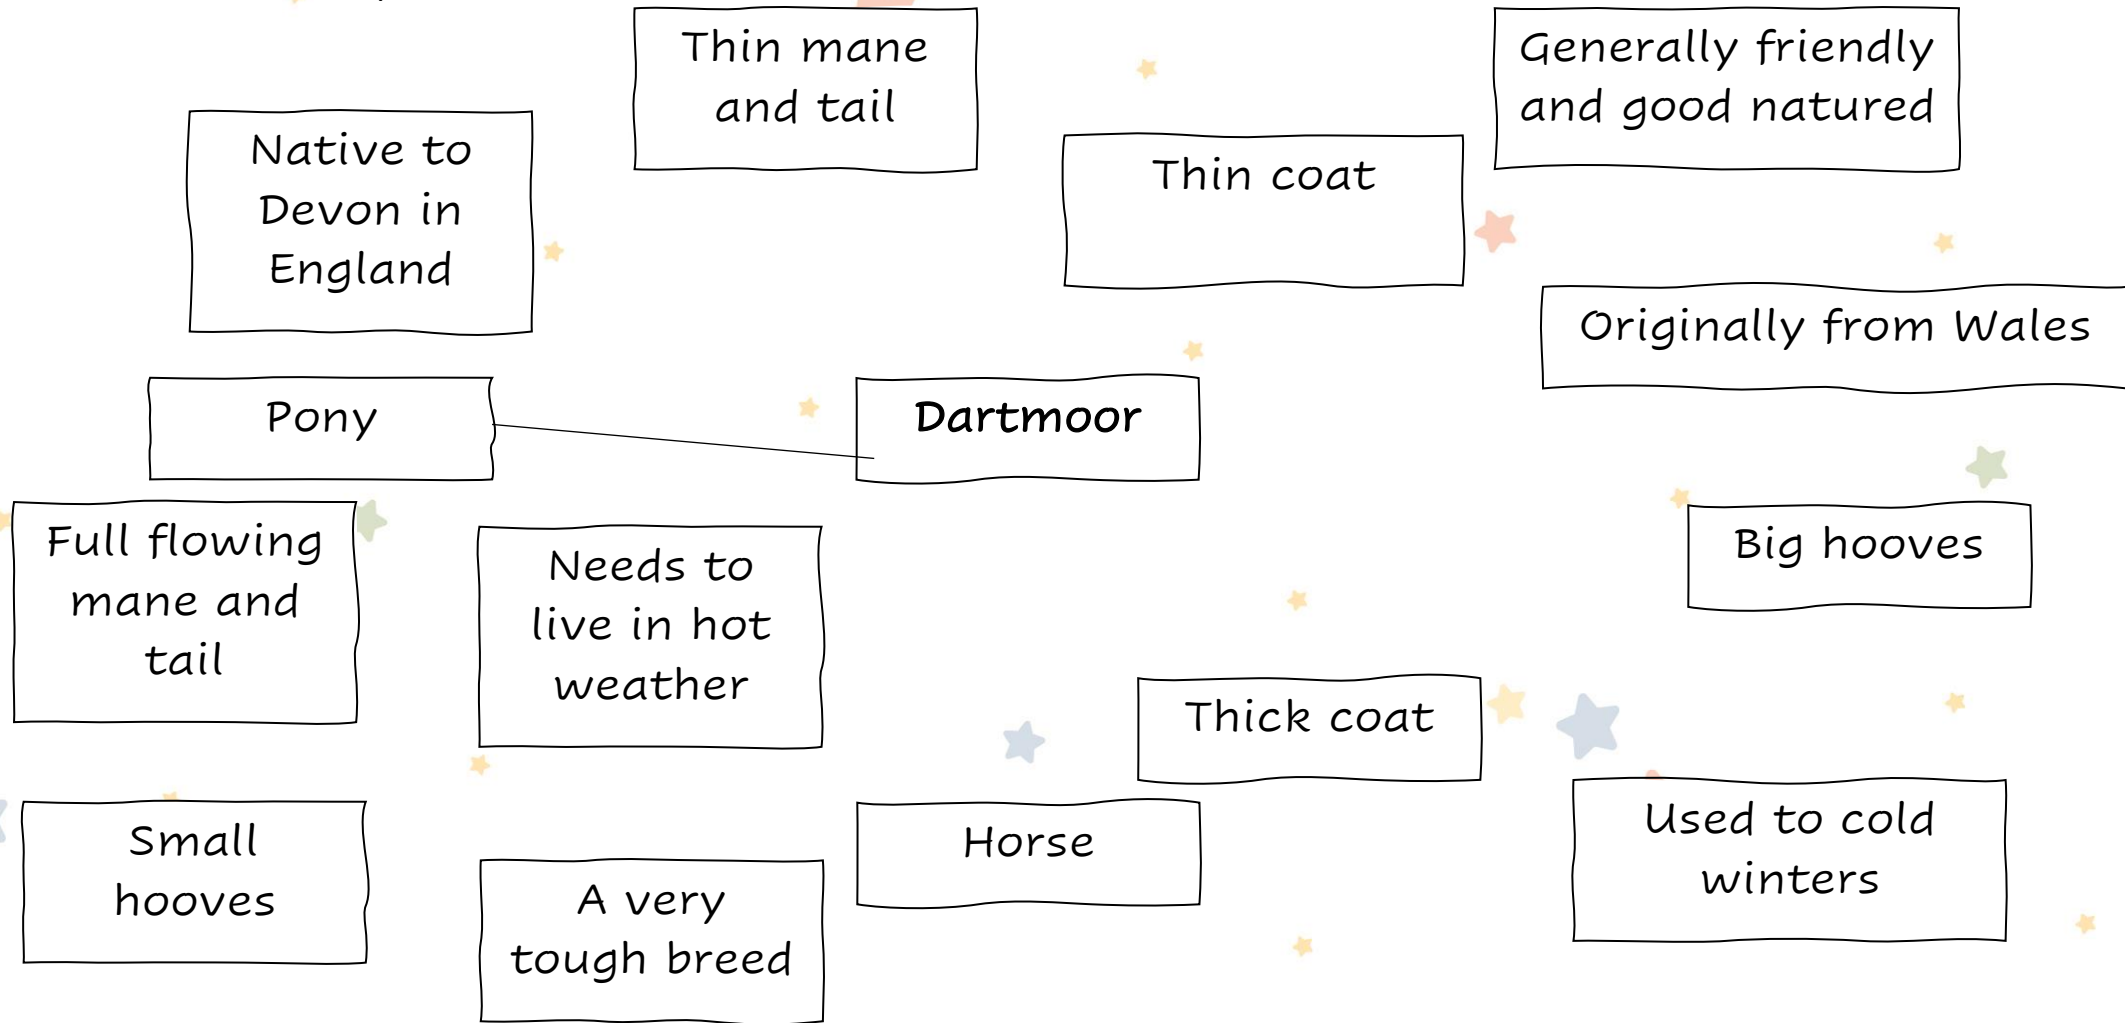 Thin mane
and tail
Generally friendly
and good natured
Native to
Devon in
England
Thin coat
Originally from Wales
Pony
Dartmoor
Full flowing
mane and
tail
Needs to
live in hot
weather
Big hooves
Thick coat
Small
hooves
A very
tough breed
Horse
Used to cold
winters